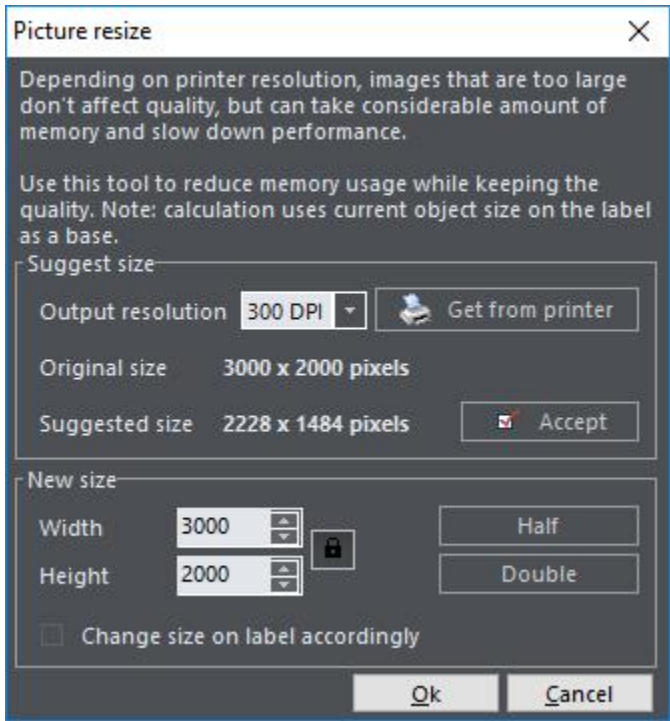 Picture resize
Depending on printer resolution, images that are too large
don't affect quality, but can take considerable amount of
memory and slow down performance.
Use this tool to reduce memory usage while keeping the
quality. Note: calculation uses current object size on the label
as a base.
Suggest size
Output resolution 300 DPI Get from printer
Original size 3000 x 2000 pixels
Suggested size 2228 x 1484 pixels Accept
New size
Width 3000 Half
Height 2000 Double
Change size on label accordingly
Ok Cancel